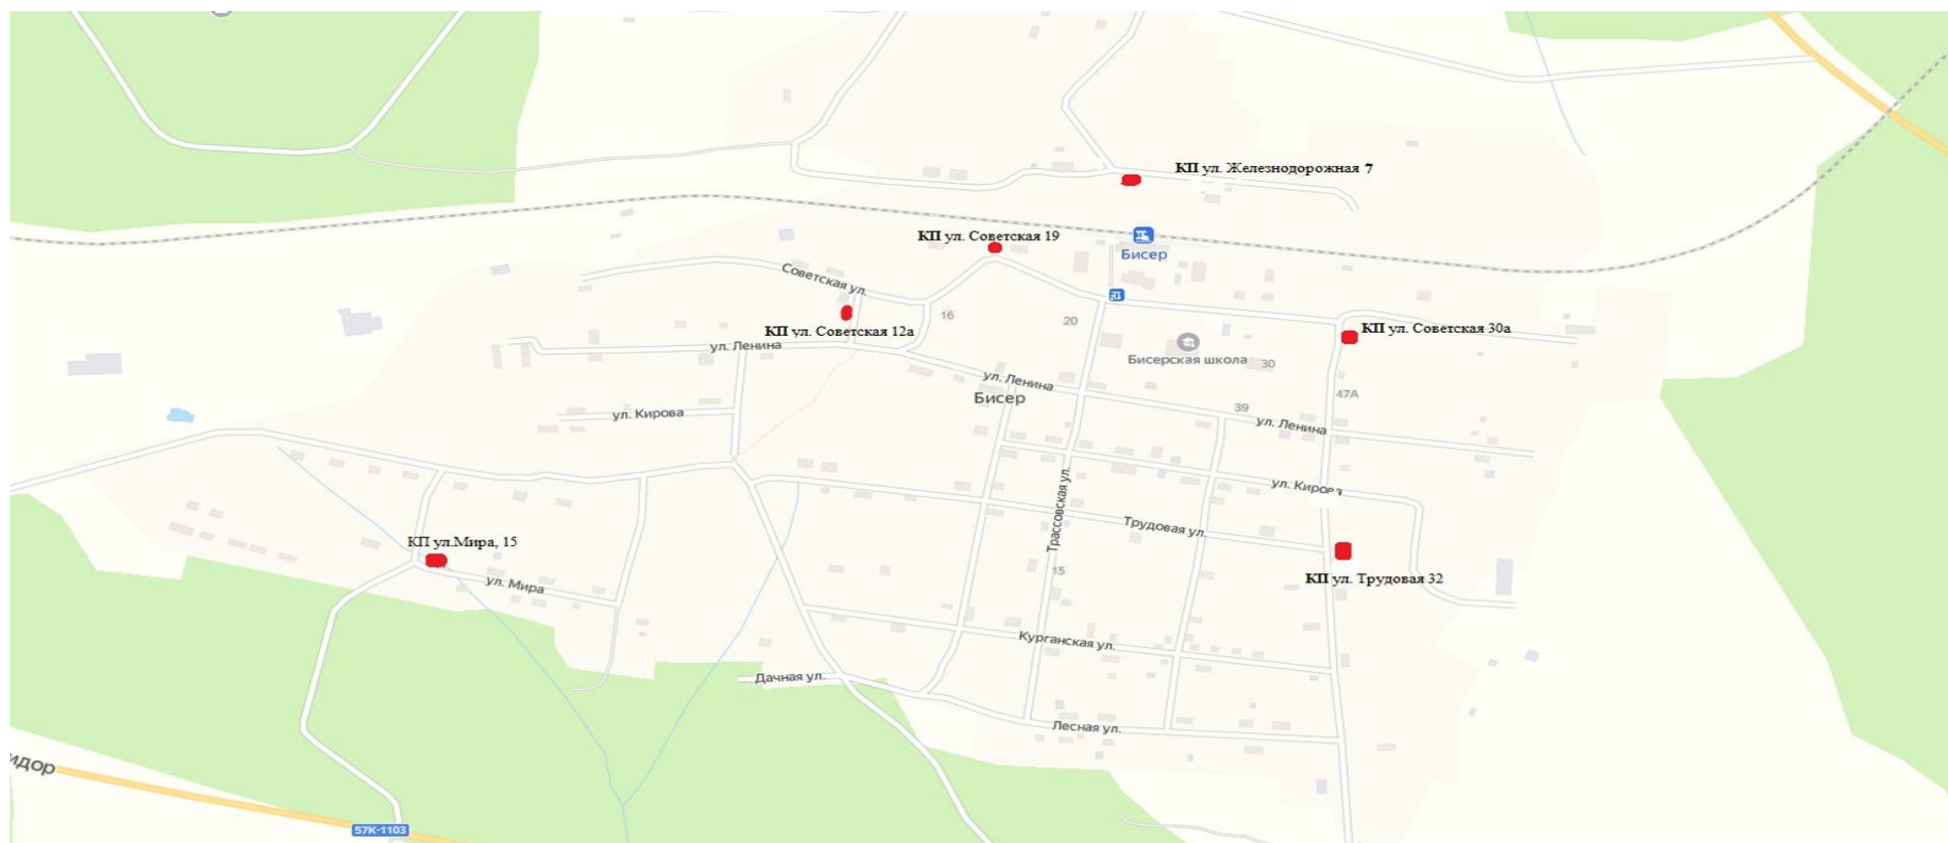 КП ул. Железнодорожная 7
КП ул. Советская 19
Бисер
Советская ул.
16
20
КП ул. Советская 12а
КП ул. Советская 30а
ул. Ленина
Бисерская школа
30
ул. Ленина
Бисер
47А
39
ул. Кирова
ул. Ленина
ул. Кирова
Трассовская ул.
Трудовая ул.
КП ул.Мира, 15
15
КП ул. Трудовая 32
ул. Мира
Курганская ул.
Дачная ул.
Лесная ул.
идор
57К-1103